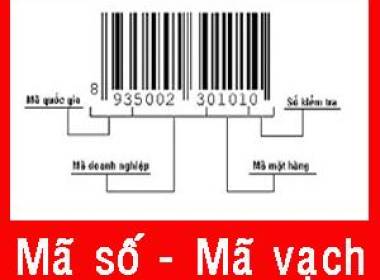 8 935002 301010
Mã quốc gia
Số kiểm tra
Mã doanh nghiệp
Mã mặt hàng
Mã số - Mã vạch